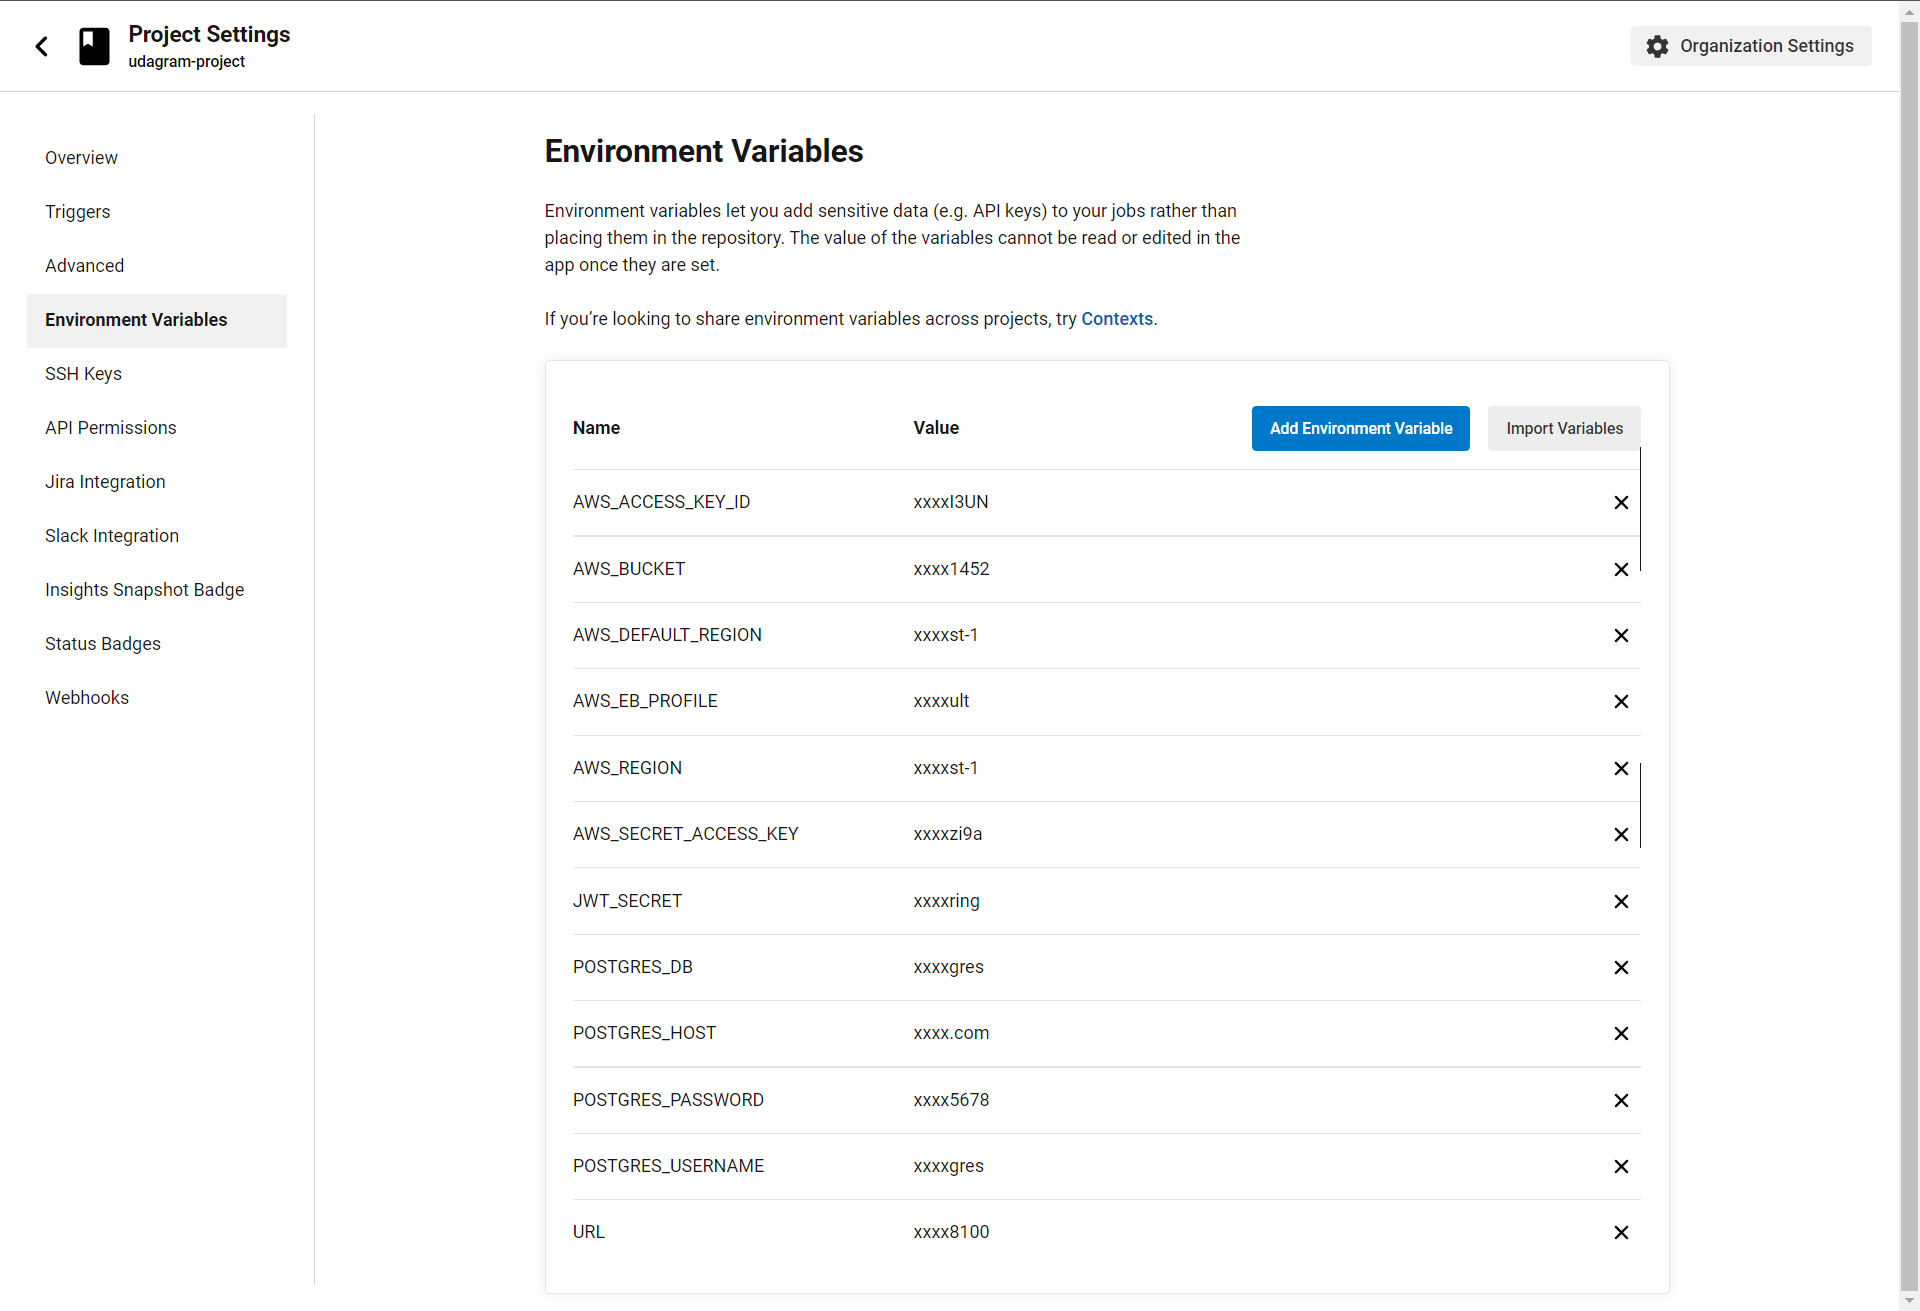 Project Settings
udagram-project
Organization Settings
Overview
Triggers
Advanced
Environment Variables
SSH Keys
API Permissions
Jira Integration
Slack Integration
Insights Snapshot Badge
Status Badges
Webhooks
Environment Variables
Environment variables let you add sensitive data (e.g. API keys) to your jobs rather than
placing them in the repository. The value of the variables cannot be read or edited in the
app once they are set.
If you’re looking to share environment variables across projects, try Contexts.
Name Value Add Environment Variable Import Variables
AWS_ACCESS_KEY_ID xxxxI3UN
AWS_BUCKET xxxx1452
AWS_DEFAULT_REGION xxxxst-1
AWS_EB_PROFILE xxxxult
AWS_REGION xxxxst-1
AWS_SECRET_ACCESS_KEY xxxxzi9a
JWT_SECRET xxxxring
POSTGRES_DB xxxxgres
POSTGRES_HOST xxxx.com
POSTGRES_PASSWORD xxxx5678
POSTGRES_USERNAME xxxxgres
URL xxxx8100